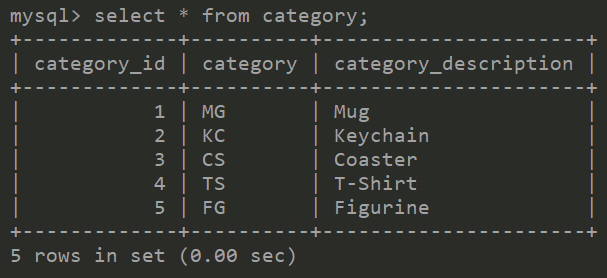 mysql> select * from category;
+-------------+----------+----------------------+
| category_id | category | category_description |
+-------------+----------+----------------------+
|           1 | MG       | Mug                  |
|           2 | KC       | Keychain             |
|           3 | CS       | Coaster              |
|           4 | TS       | T-Shirt              |
|           5 | FG       | Figurine             |
+-------------+----------+----------------------+
5 rows in set (0.00 sec)